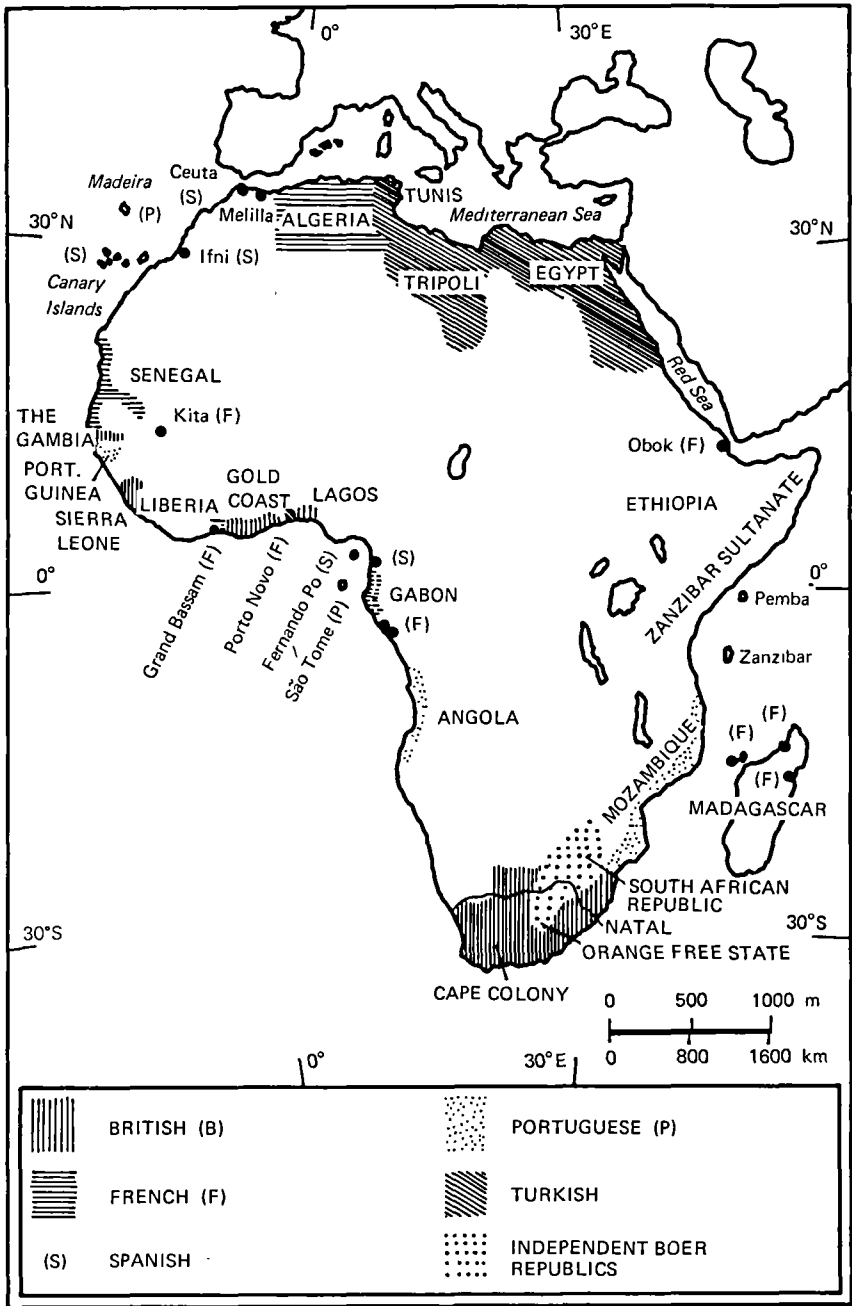 0°
30°E
Ceuta
(S)
Madeira
(P)
Melilla
TUNIS
ALGERIA
Mediterranean Sea
30°N
30°N
(S)
Ifni (S)
Canary
Islands
TRIPOLI
EGYPT
Red Sea
SENEGAL
THE
GAMBIA
Kita (F)
Obok (F)
PORT.
GUINEA
SIERRA
LEONE
LIBERIA
GOLD
COAST
LAGOS
ETHIOPIA
ZANZIBAR SULTANATE
Grand Bassam (F)
Porto Novo (F)
Fernando Po (S)
São Tome (P)
(S)
GABON
(F)
0°
0°
Pemba
Zanzibar
ANGOLA
MOZAMBIQUE
(F)
(F)
(F)
MADAGASCAR
SOUTH AFRICAN
REPUBLIC
NATAL
ORANGE FREE STATE
30°S
30°S
CAPE COLONY
0 500 1000 m
0 800 1600 km
0°
30°E
BRITISH (B)
PORTUGUESE (P)
FRENCH (F)
TURKISH
(S) SPANISH
INDEPENDENT BOER
REPUBLICS